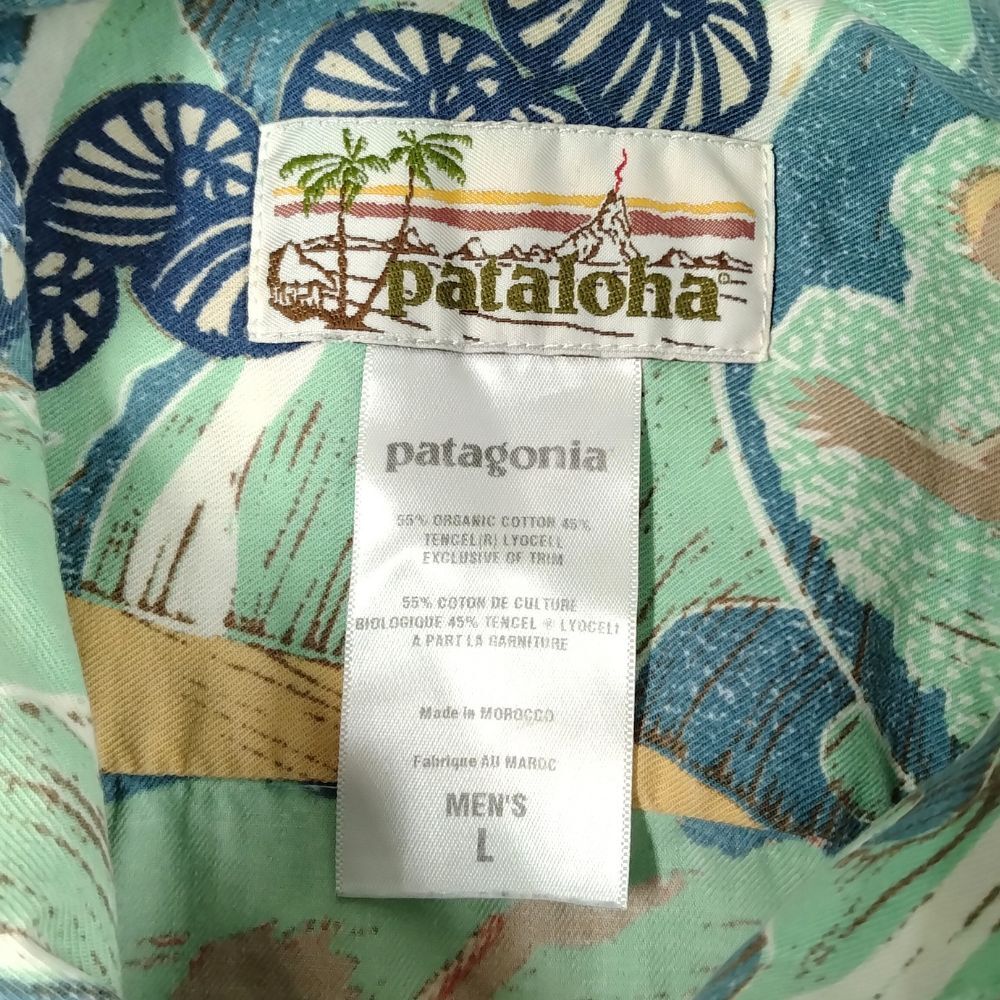 pataloha®
patagonia
55% ORGANIC COTTON 45%
TENCEL(R) LYOCELL
EXCLUSIVE OF TRIM
55% COTON DE CULTURE
BIOLOGIQUE 45% TENCEL ® LYOCELL
A PART LA GARNITURE
Made in MOROCCO
Fabrique AU MAROC
MEN'S
L